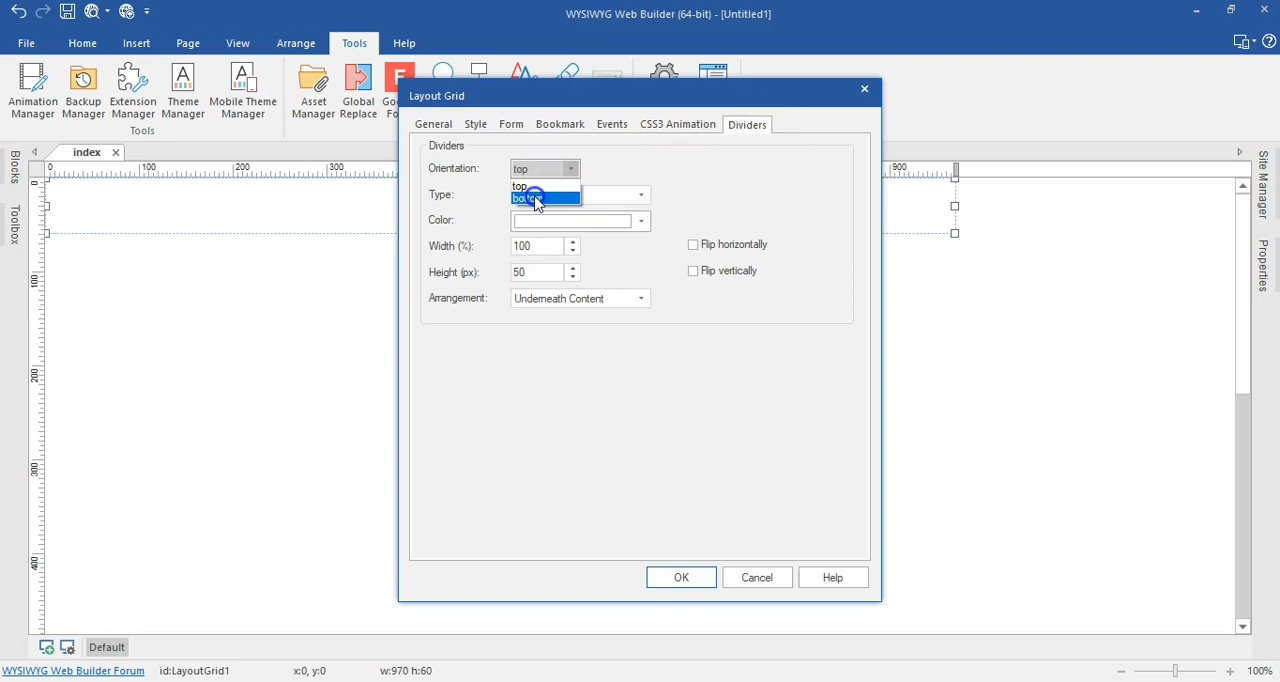 WYSIWYG Web Builder (64-bit) - [Untitled1]
File Home Insert Page View Arrange Tools Help
Animation Manager
Backup Manager
Extension Manager
Theme Manager
Mobile Theme Manager
Asset Manager
Global Replace
Tools
index
Blocks
Toolbox
Site Manager
Properties
0 100 200 300 900
0
100
200
300
400
Layout Grid
General Style Form Bookmark Events CSS3 Animation Dividers
Dividers
Orientation: top
top
bottom
Type:
Color:
Width (%): 100 Flip horizontally
Height (px): 50 Flip vertically
Arrangement: Underneath Content
OK Cancel Help
Default
WYSIWYG Web Builder Forum id:LayoutGrid1 x:0, y:0 w:970 h:60 100%